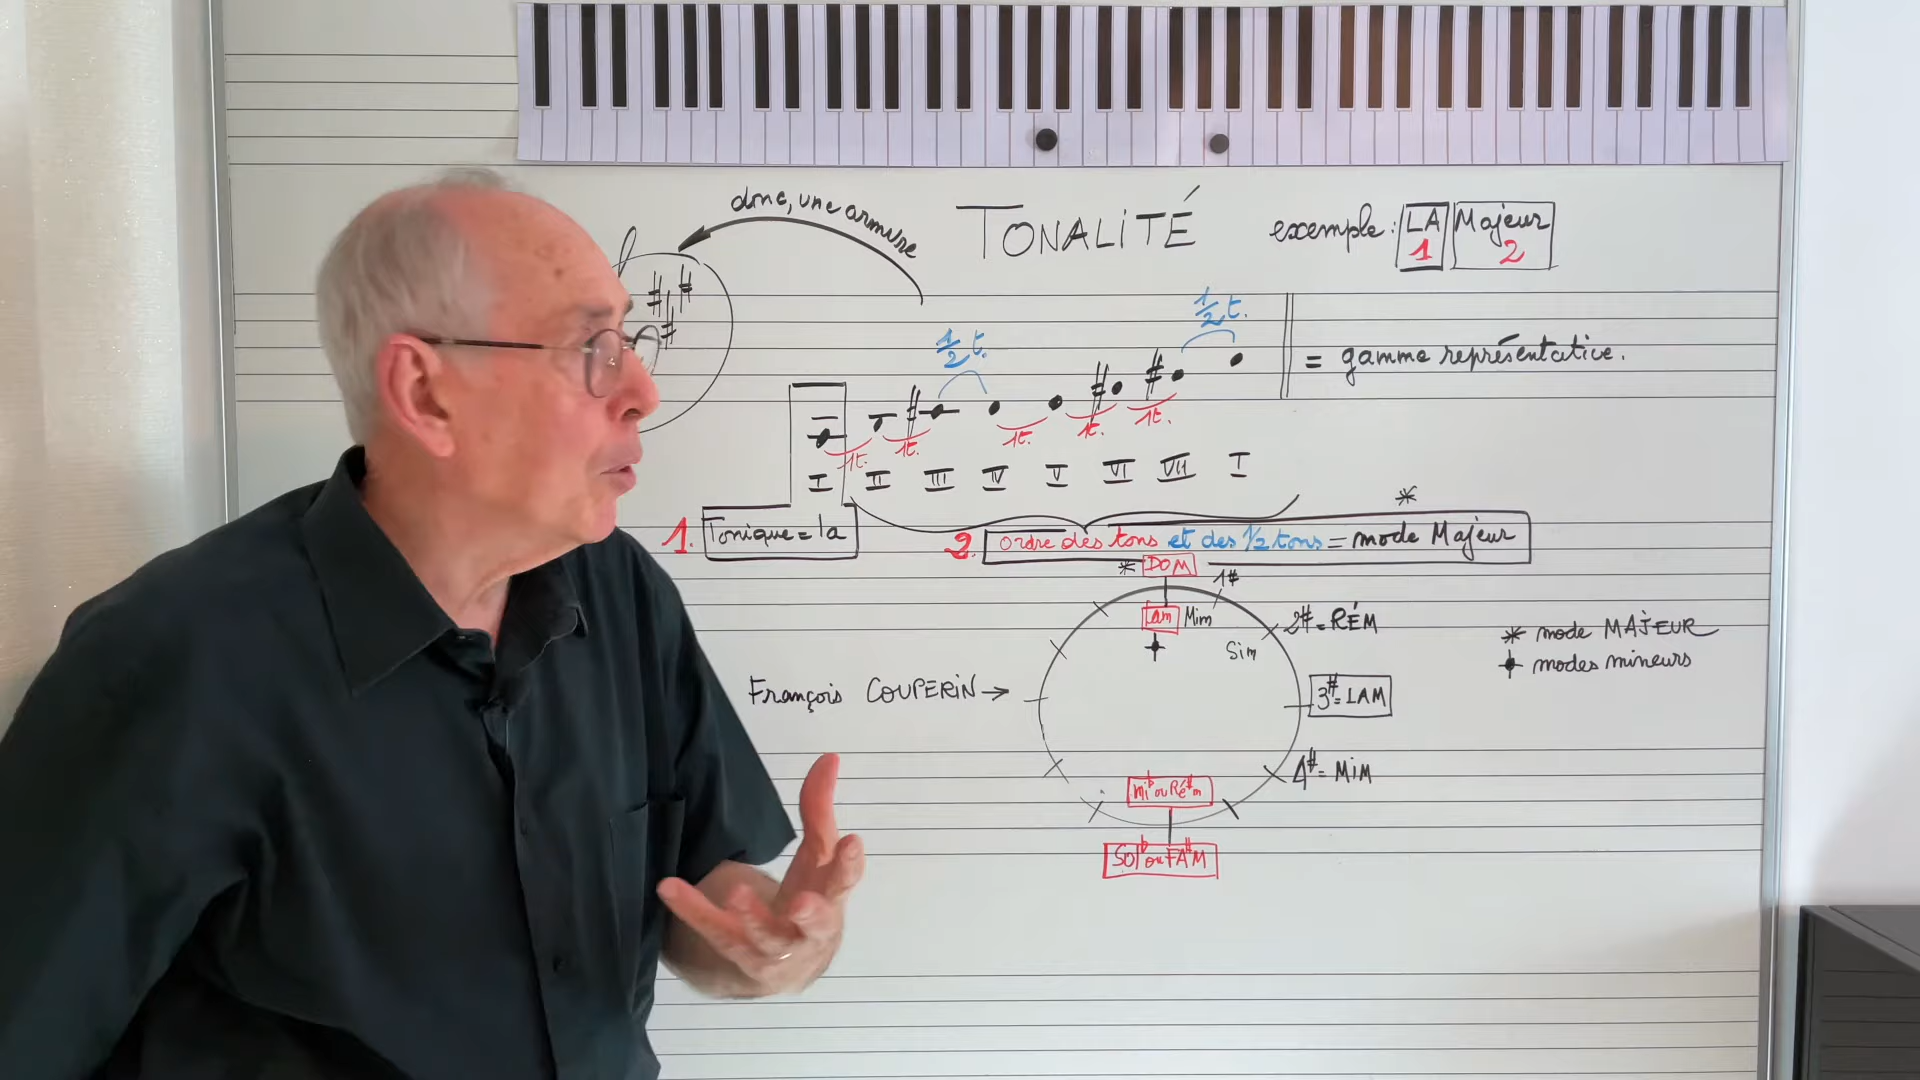 donc, une armure
TONALITÉ
exemple : LA Majeur
1 2
1/2 t. 1/2 t.
= gamme représentative.
1t. 1t. 1t. 1t. 1t.
I II III IV V VI VII I
1. Tonique = la
*
2. ordre des tons et des 1/2 tons = mode Majeur
* DOM
1#
Lam Mim
2# = RÉM
Sim
* mode MAJEUR
modes mineurs
François COUPERIN →
3# = LAM
4# = MIM
mi♭ ou Ré# m
SOL♭ ou FA# M